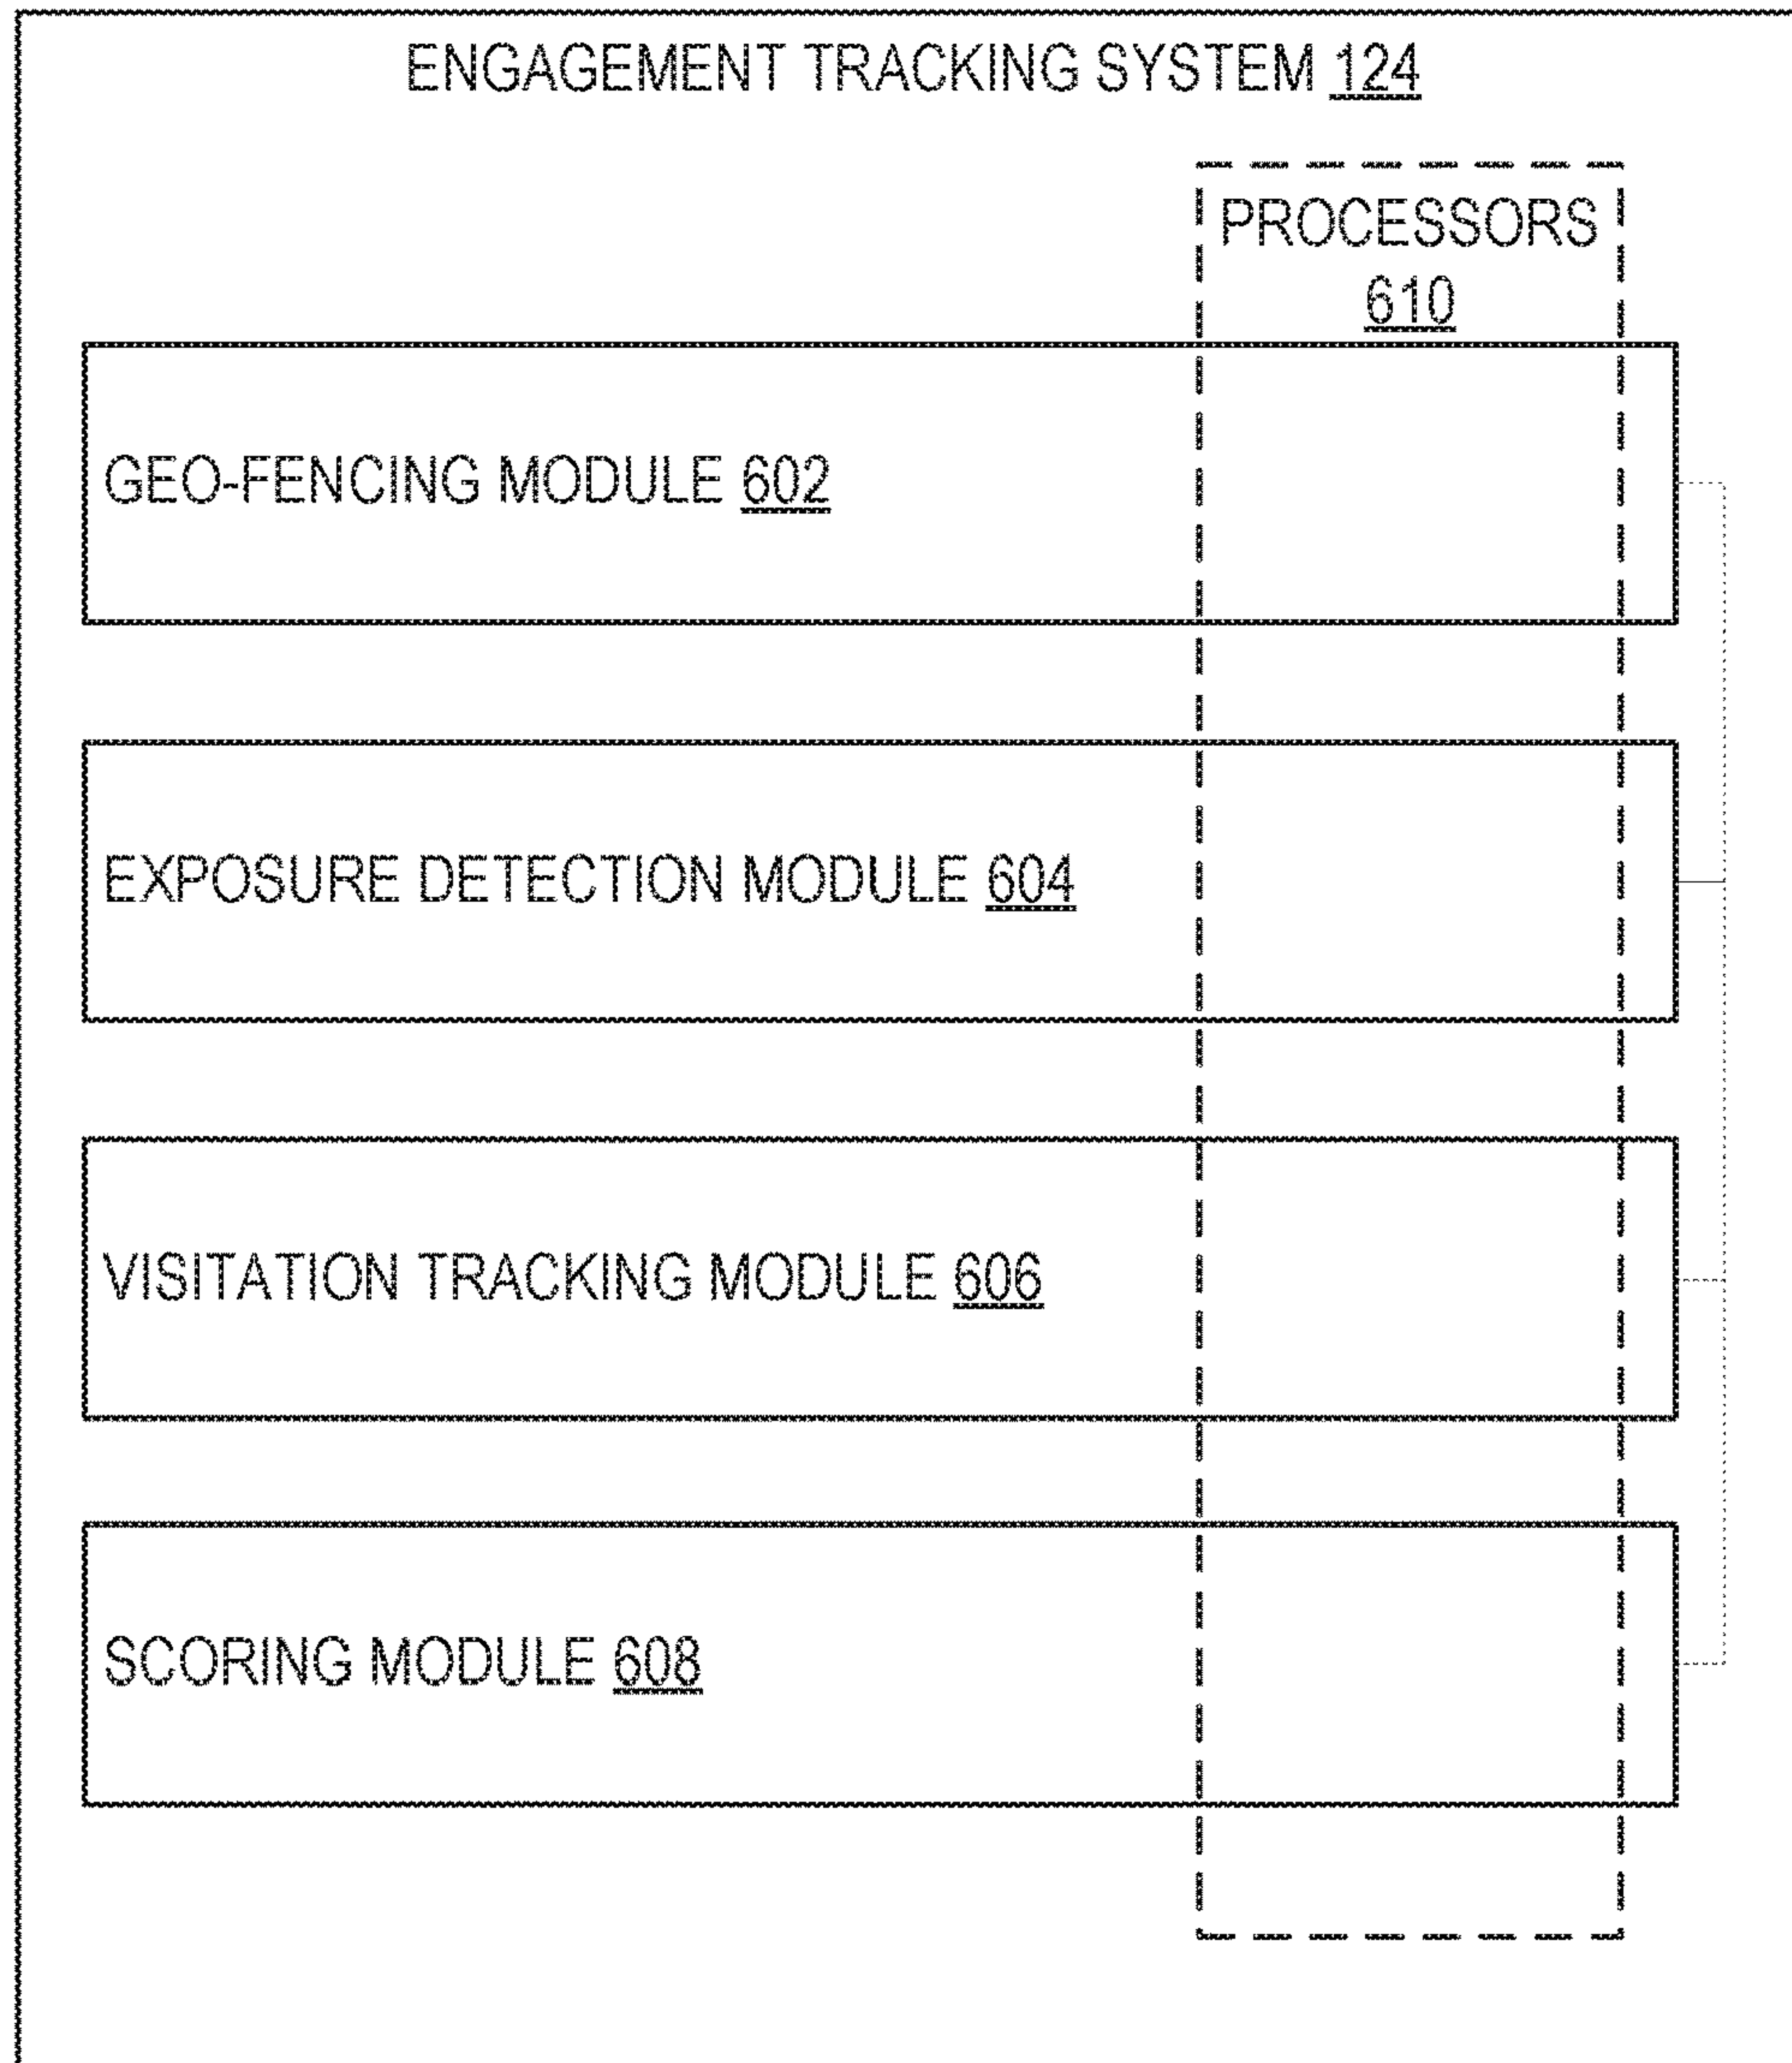 ENGAGEMENT TRACKING SYSTEM 124
PROCESSORS
610
GEO-FENCING MODULE 602
EXPOSURE DETECTION MODULE 604
VISITATION TRACKING MODULE 606
SCORING MODULE 608